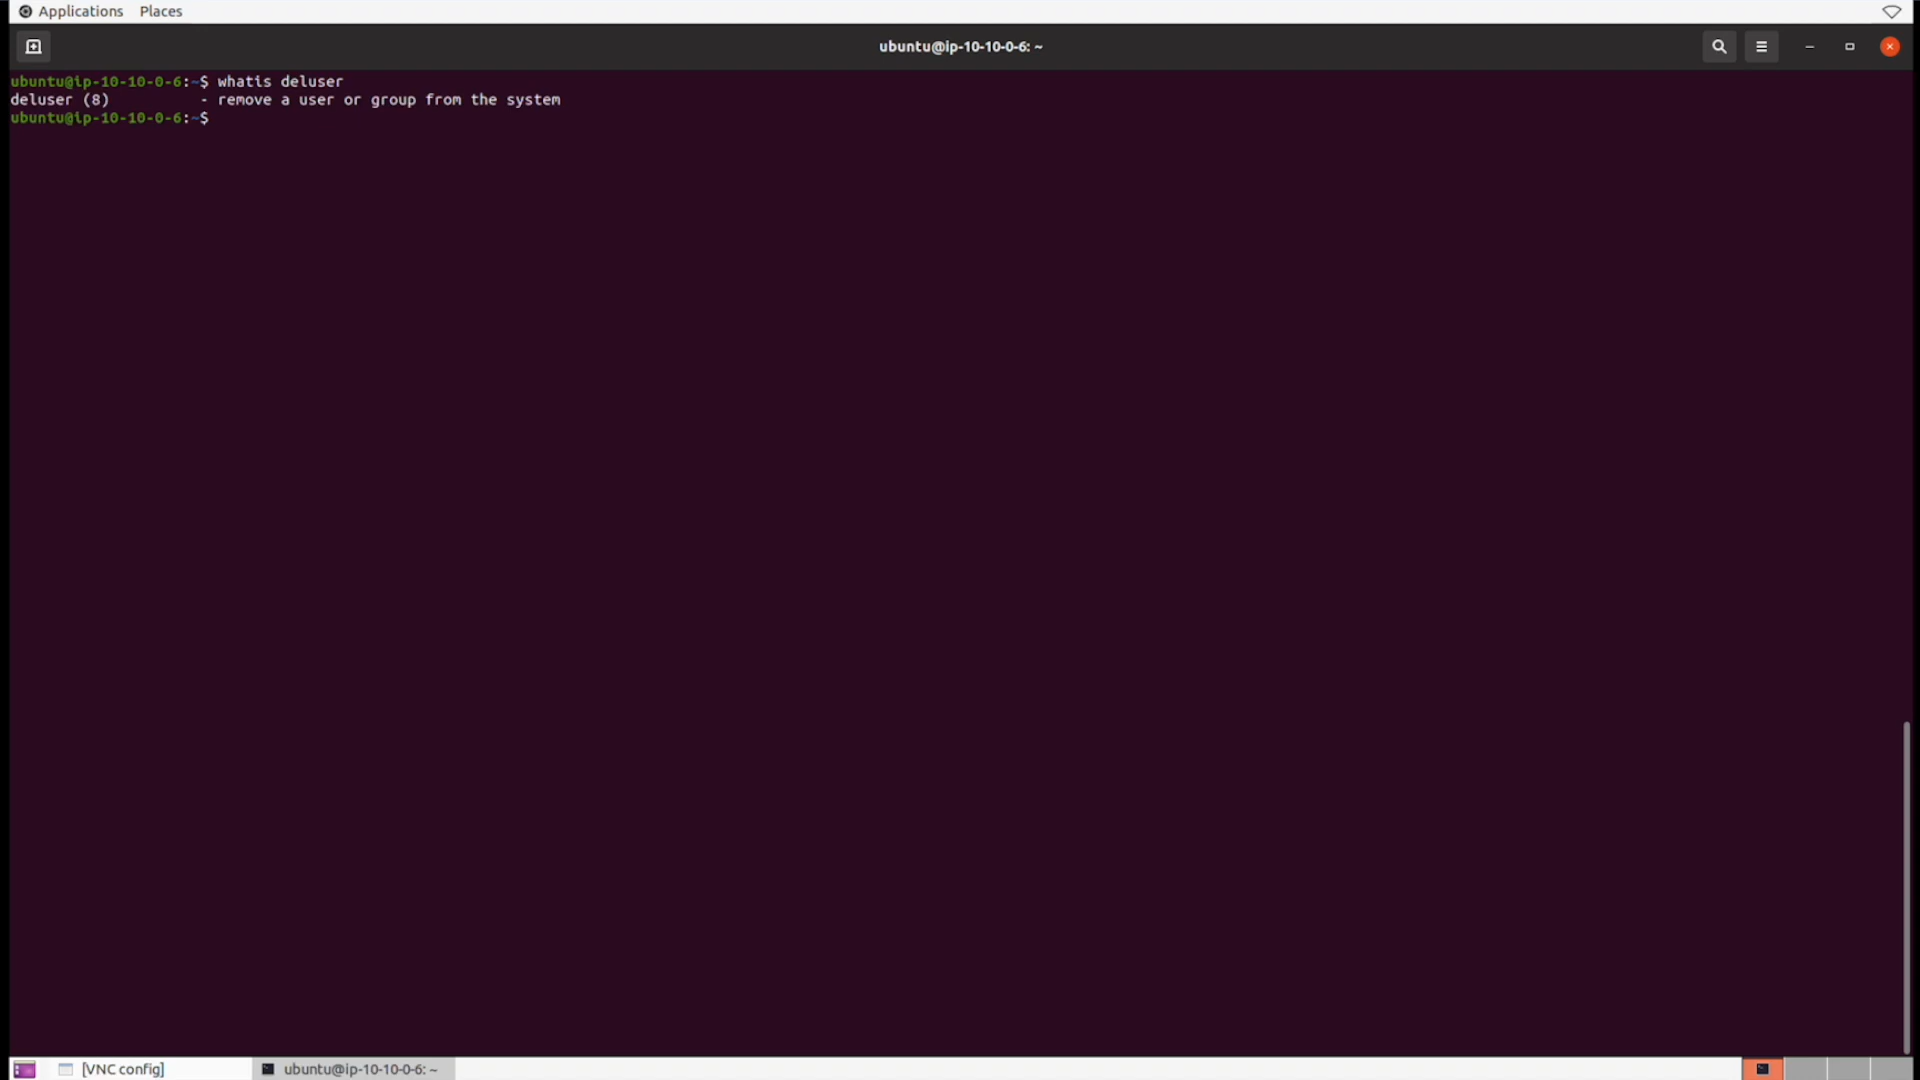 Applications Places
ubuntu@ip-10-10-0-6: ~
ubuntu@ip-10-10-0-6:~$ whatis deluser
deluser (8)          - remove a user or group from the system
ubuntu@ip-10-10-0-6:~$
[VNC config] ubuntu@ip-10-10-0-6: ~